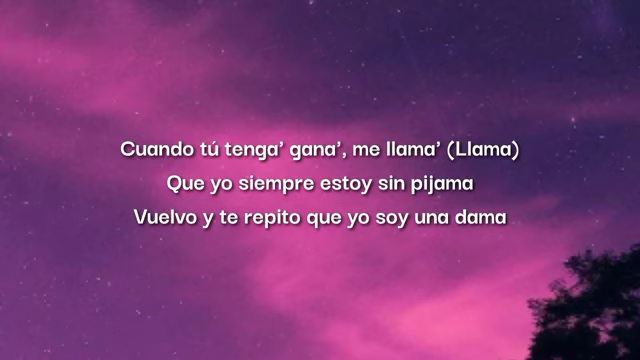 Cuando tú tenga’ gana’, me llama’ (Llama)
Que yo siempre estoy sin pijama
Vuelvo y te repito que yo soy una dama